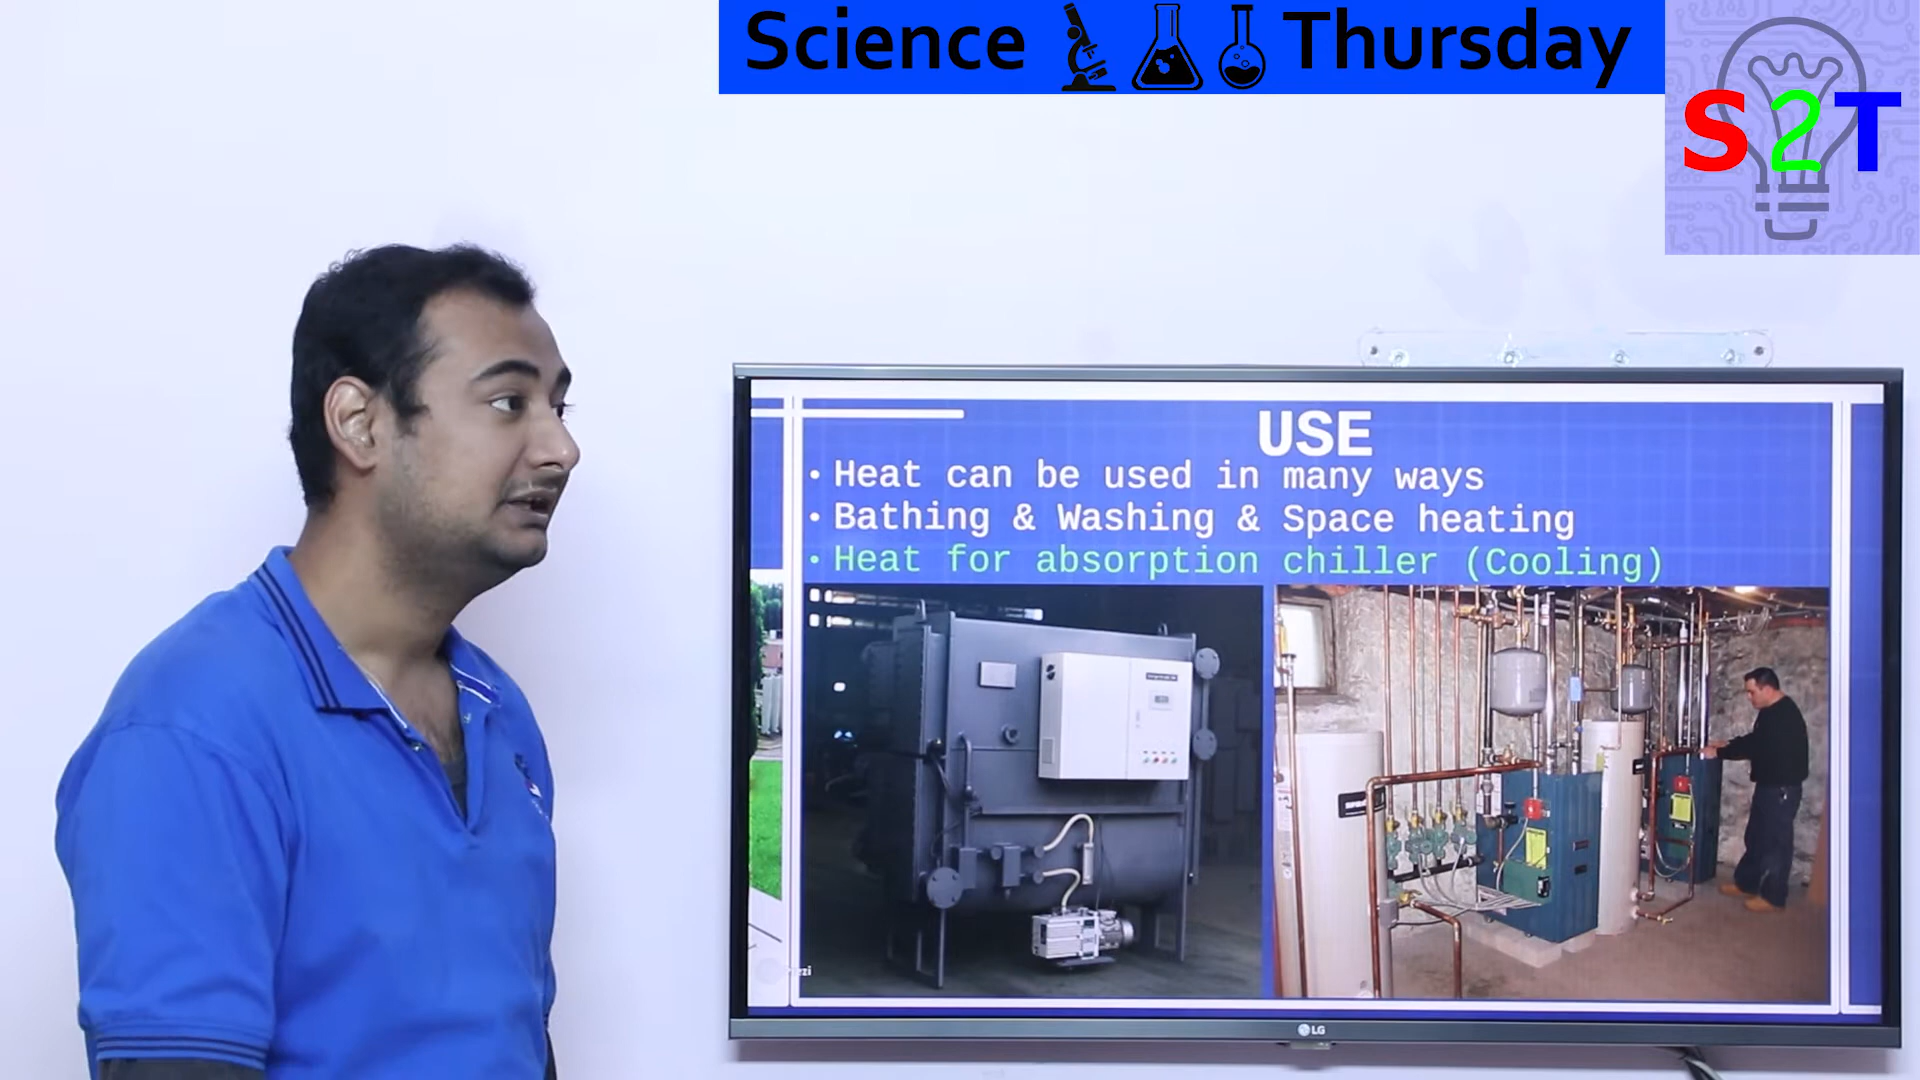 Science Thursday
S2T
USE
• Heat can be used in many ways
• Bathing & Washing & Space heating
• Heat for absorption chiller (Cooling)
LG